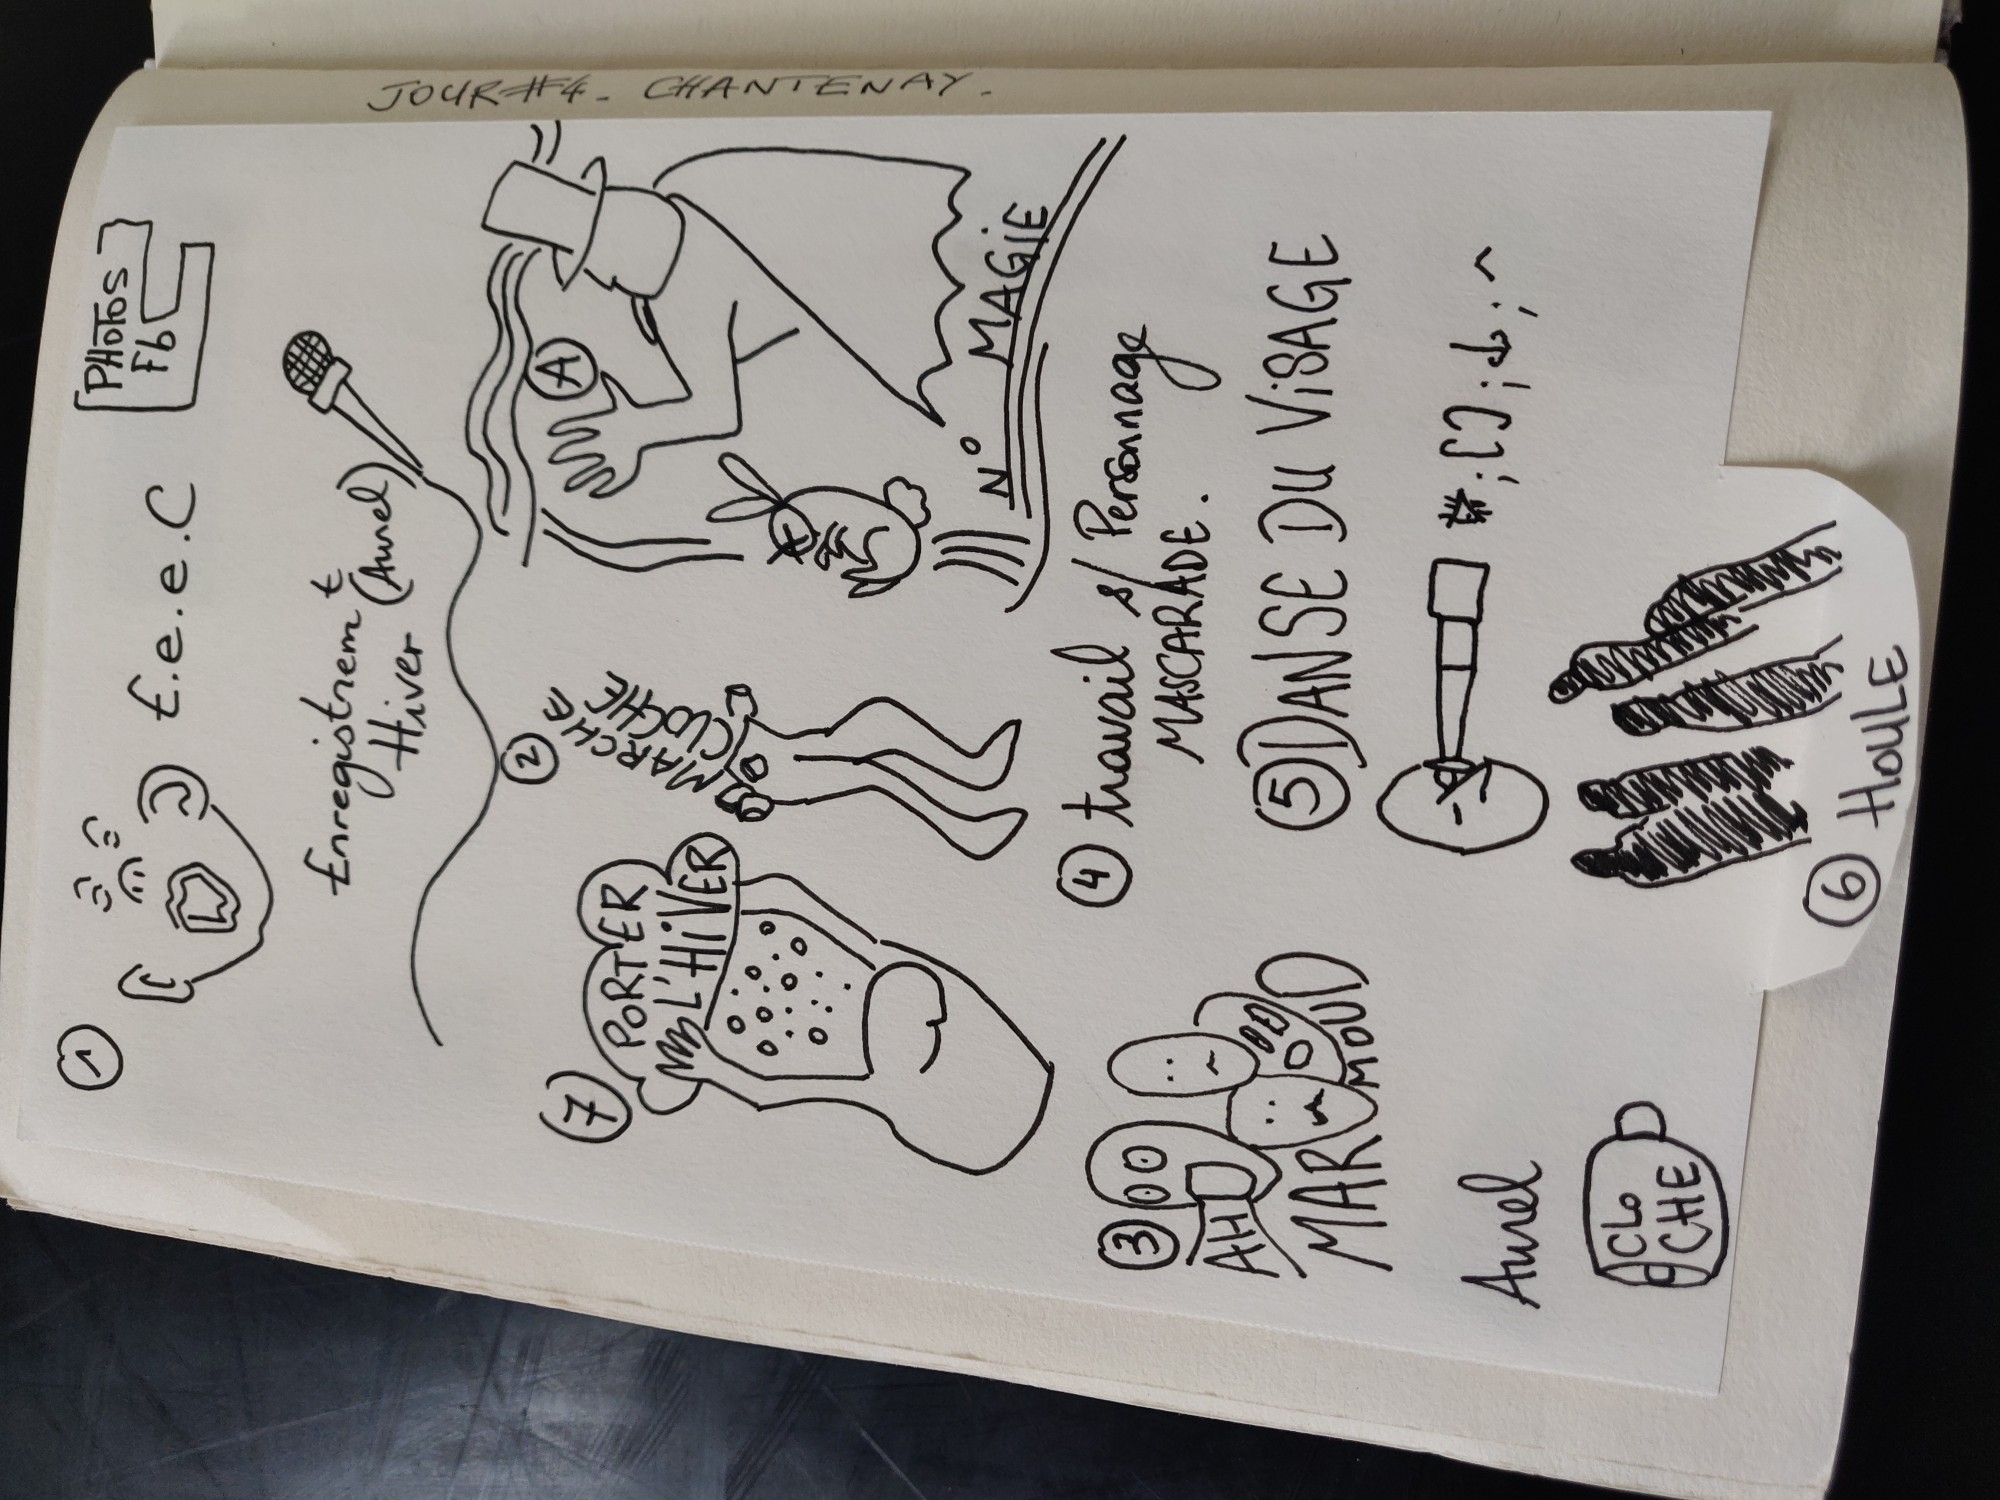 JOUR #4. CHANTENAY.
1
E.e.e.C
PHOTOS
Fb
Enregistrem t
Hiver (Aurel)
7
PORTER
L'HiVER
2
MARCHE
CLOCHE
A
N° MAGiE
3
AH
MARMOUD
4 travail s/ Personnage
MASCARADE.
5 DANSE DU ViSAGE
#;[];↓;^
Aurel
CLO
CHE
6 HOULE